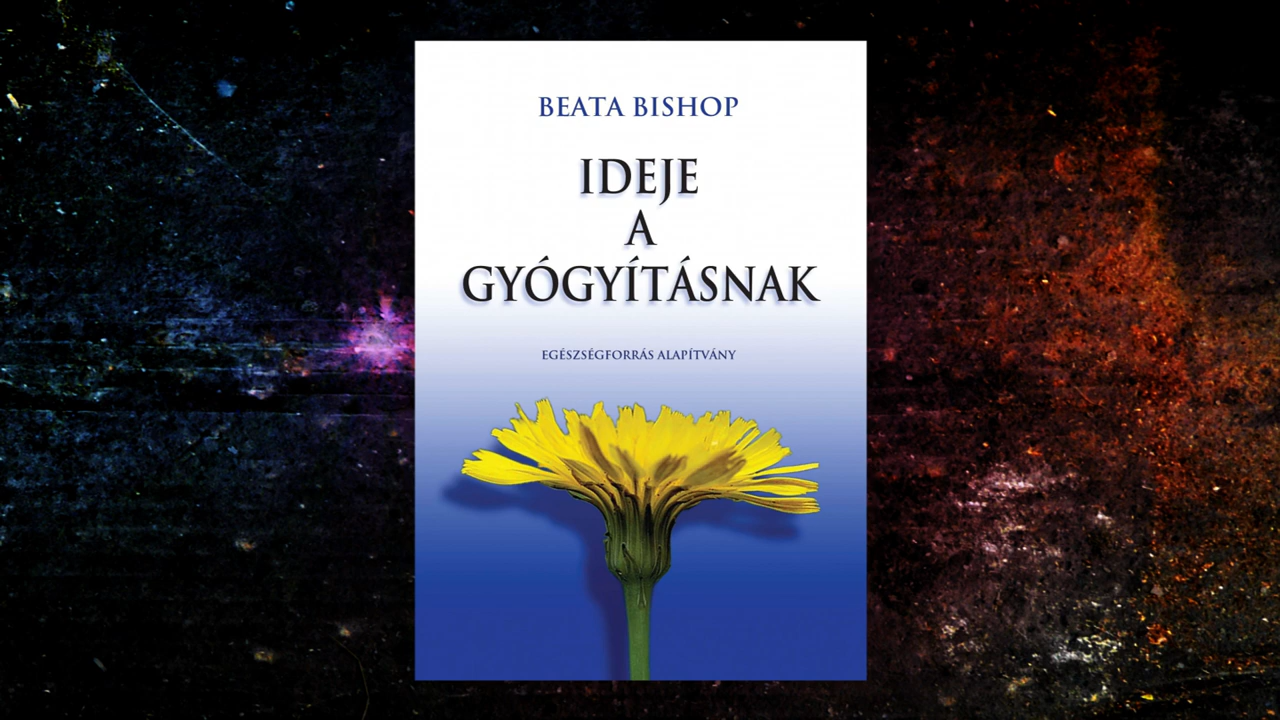 BEATA BISHOP
IDEJE
A
GYÓGYÍTÁSNAK
EGÉSZSÉGFORRÁS ALAPÍTVÁNY